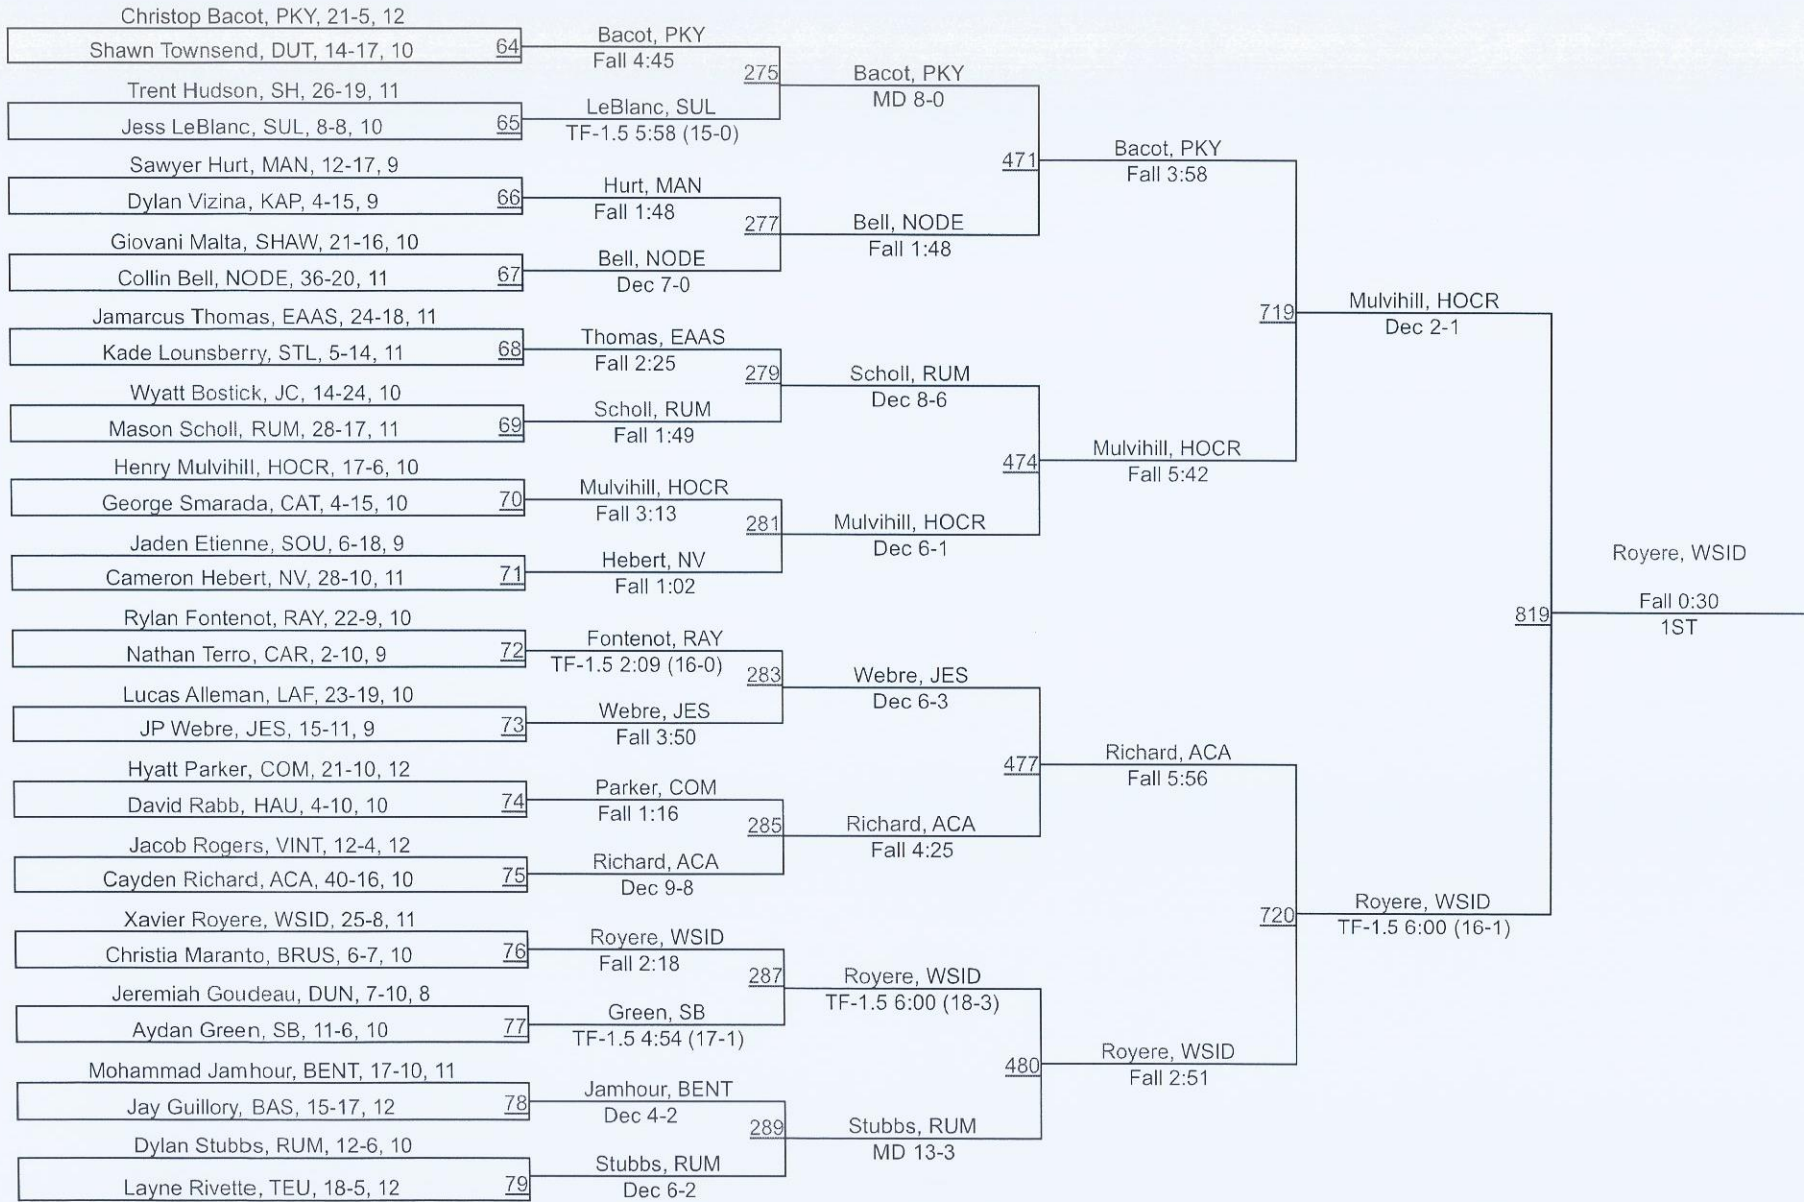 Christop Bacot, PKY, 21-5, 12
Shawn Townsend, DUT, 14-17, 10
64
Trent Hudson, SH, 26-19, 11
Jess LeBlanc, SUL, 8-8, 10
65
Sawyer Hurt, MAN, 12-17, 9
Dylan Vizina, KAP, 4-15, 9
66
Giovani Malta, SHAW, 21-16, 10
Collin Bell, NODE, 36-20, 11
67
Jamarcus Thomas, EAAS, 24-18, 11
Kade Lounsberry, STL, 5-14, 11
68
Wyatt Bostick, JC, 14-24, 10
Mason Scholl, RUM, 28-17, 11
69
Henry Mulvihill, HOCR, 17-6, 10
George Smarada, CAT, 4-15, 10
70
Jaden Etienne, SOU, 6-18, 9
Cameron Hebert, NV, 28-10, 11
71
Rylan Fontenot, RAY, 22-9, 10
Nathan Terro, CAR, 2-10, 9
72
Lucas Alleman, LAF, 23-19, 10
JP Webre, JES, 15-11, 9
73
Hyatt Parker, COM, 21-10, 12
David Rabb, HAU, 4-10, 10
74
Jacob Rogers, VINT, 12-4, 12
Cayden Richard, ACA, 40-16, 10
75
Xavier Royere, WSID, 25-8, 11
Christia Maranto, BRUS, 6-7, 10
76
Jeremiah Goudeau, DUN, 7-10, 8
Aydan Green, SB, 11-6, 10
77
Mohammad Jamhour, BENT, 17-10, 11
Jay Guillory, BAS, 15-17, 12
78
Dylan Stubbs, RUM, 12-6, 10
Layne Rivette, TEU, 18-5, 12
79
Bacot, PKY
Fall 4:45
275
LeBlanc, SUL
TF-1.5 5:58 (15-0)
Hurt, MAN
Fall 1:48
277
Bell, NODE
Dec 7-0
Thomas, EAAS
Fall 2:25
279
Scholl, RUM
Fall 1:49
Mulvihill, HOCR
Fall 3:13
281
Hebert, NV
Fall 1:02
Fontenot, RAY
TF-1.5 2:09 (16-0)
283
Webre, JES
Fall 3:50
Parker, COM
Fall 1:16
285
Richard, ACA
Dec 9-8
Royere, WSID
Fall 2:18
287
Green, SB
TF-1.5 4:54 (17-1)
Jamhour, BENT
Dec 4-2
289
Stubbs, RUM
Dec 6-2
Bacot, PKY
MD 8-0
471
Bell, NODE
Fall 1:48
Scholl, RUM
Dec 8-6
474
Mulvihill, HOCR
Dec 6-1
Webre, JES
Dec 6-3
477
Richard, ACA
Fall 4:25
Royere, WSID
TF-1.5 6:00 (18-3)
480
Stubbs, RUM
MD 13-3
Bacot, PKY
Fall 3:58
719
Mulvihill, HOCR
Fall 5:42
Richard, ACA
Fall 5:56
720
Royere, WSID
Fall 2:51
Mulvihill, HOCR
Dec 2-1
819
Royere, WSID
TF-1.5 6:00 (16-1)
Royere, WSID
Fall 0:30
1ST